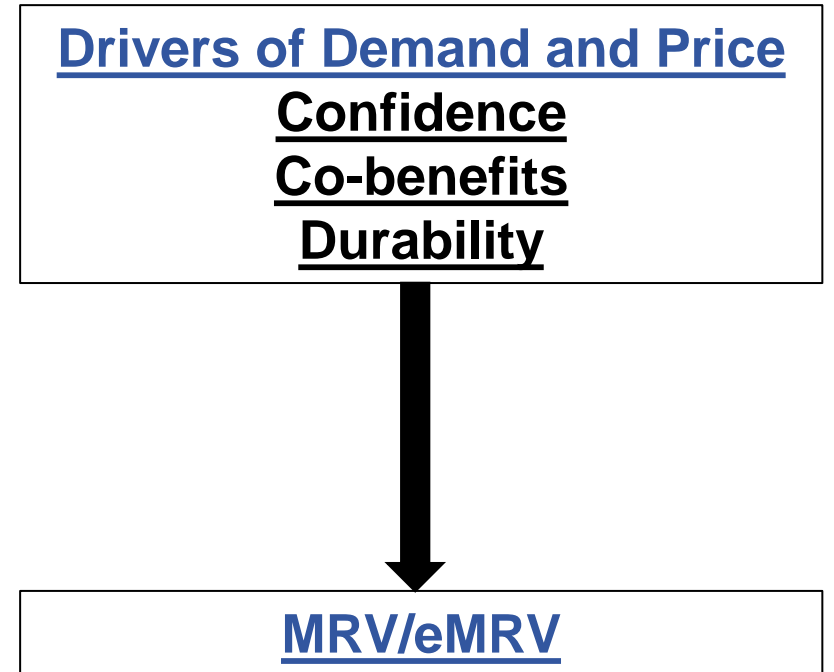 Drivers of Demand and Price
Confidence
Co-benefits
Durability
MRV/eMRV